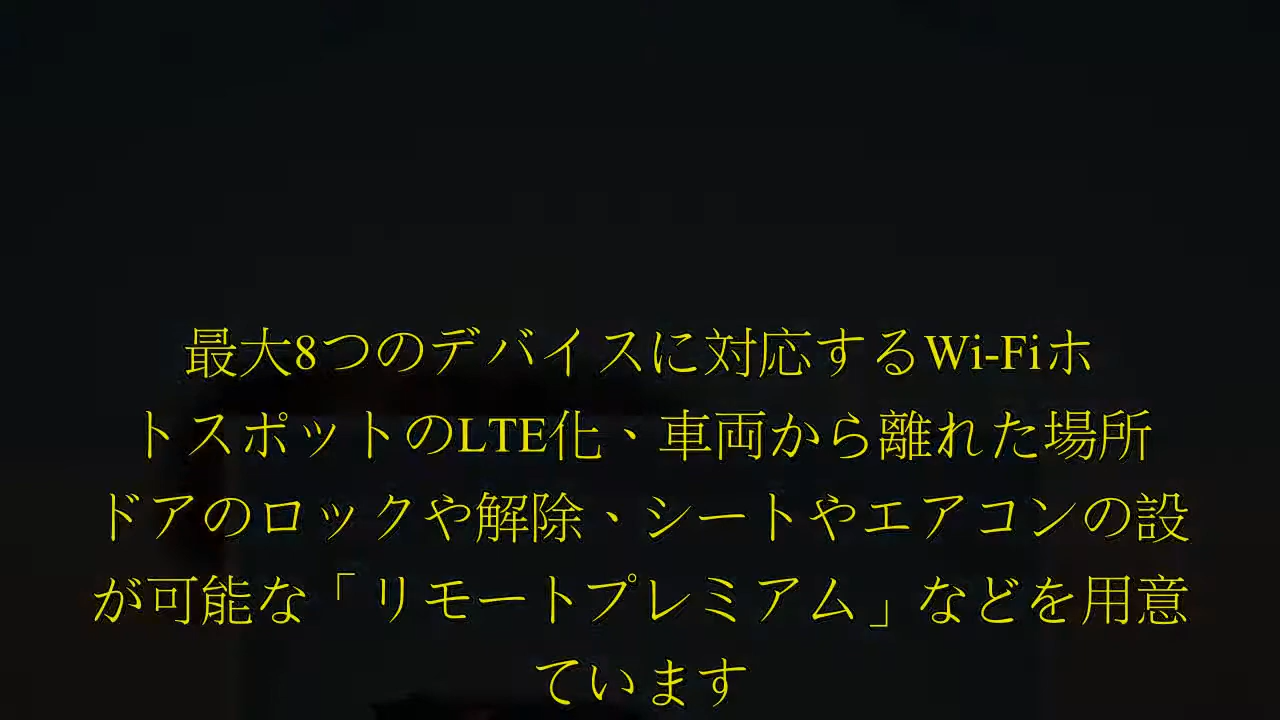 最大8つのデバイスに対応するWi-Fiホ
トスポットのLTE化、車両から離れた場所
ドアのロックや解除、シートやエアコンの設
が可能な「リモートプレミアム」などを用意
ています